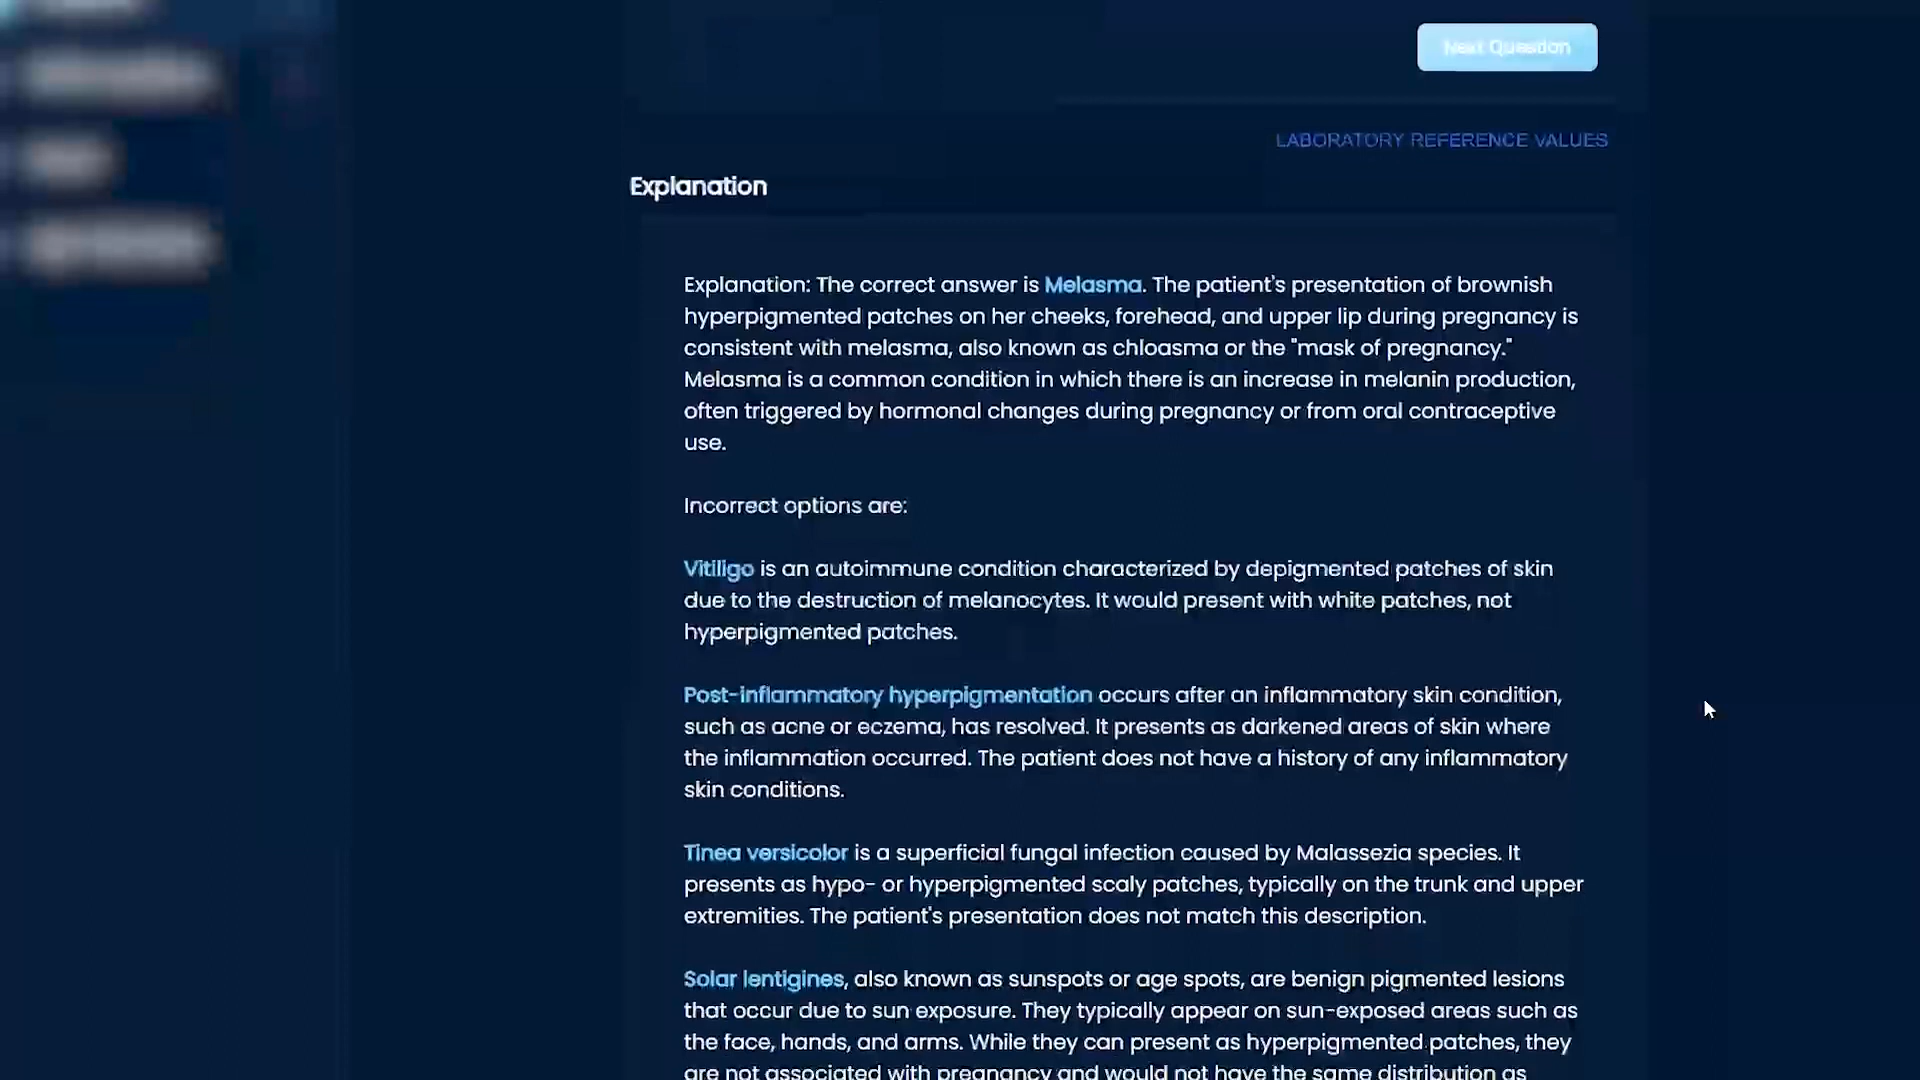 Next Question
LABORATORY REFERENCE VALUES
Explanation
Explanation: The correct answer is Melasma. The patient's presentation of brownish
hyperpigmented patches on her cheeks, forehead, and upper lip during pregnancy is
consistent with melasma, also known as chloasma or the "mask of pregnancy."
Melasma is a common condition in which there is an increase in melanin production,
often triggered by hormonal changes during pregnancy or from oral contraceptive
use.
Incorrect options are:
Vitiligo is an autoimmune condition characterized by depigmented patches of skin
due to the destruction of melanocytes. It would present with white patches, not
hyperpigmented patches.
Post-inflammatory hyperpigmentation occurs after an inflammatory skin condition,
such as acne or eczema, has resolved. It presents as darkened areas of skin where
the inflammation occurred. The patient does not have a history of any inflammatory
skin conditions.
Tinea versicolor is a superficial fungal infection caused by Malassezia species. It
presents as hypo- or hyperpigmented scaly patches, typically on the trunk and upper
extremities. The patient's presentation does not match this description.
Solar lentigines, also known as sunspots or age spots, are benign pigmented lesions
that occur due to sun exposure. They typically appear on sun-exposed areas such as
the face, hands, and arms. While they can present as hyperpigmented patches, they
are not associated with pregnancy and would not have the same distribution as